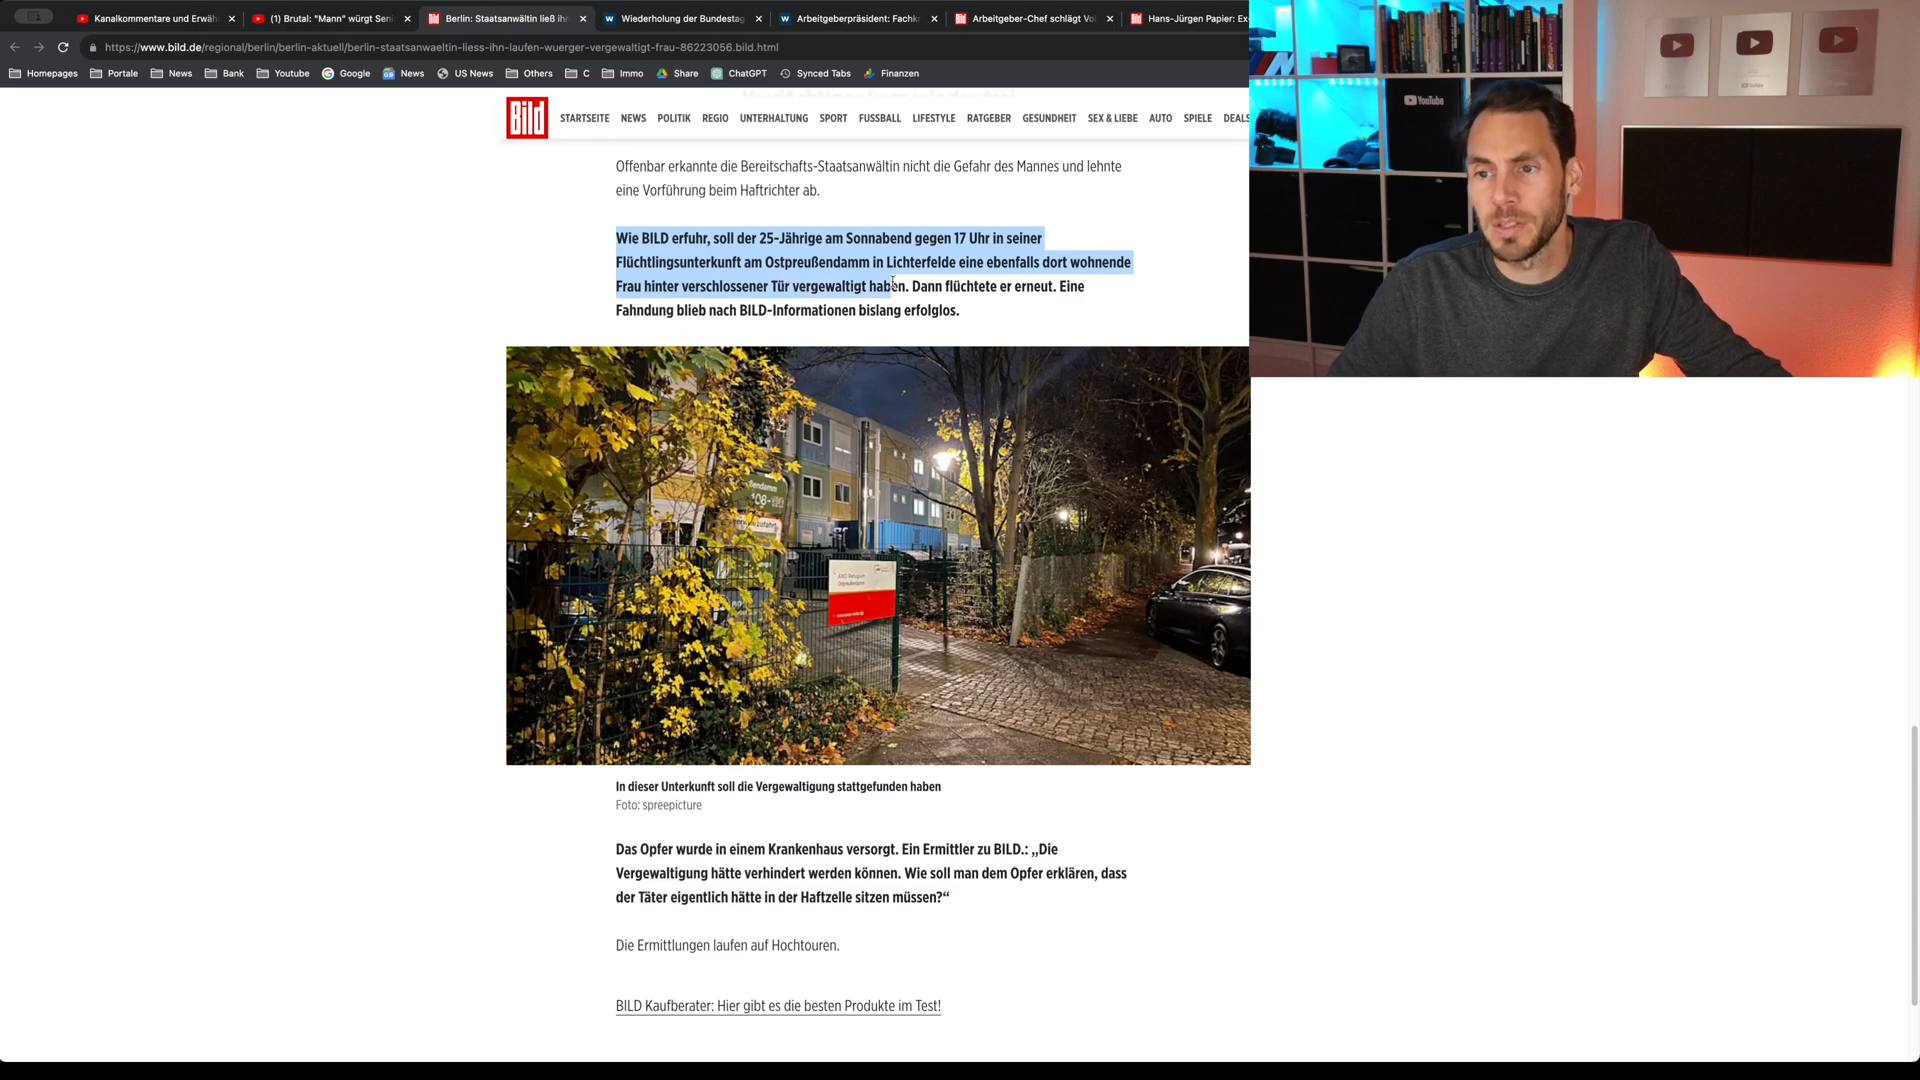 Kanalkommentare und Erwäh
(1) Brutal: "Mann" würgt Seni
Berlin: Staatsanwältin ließ ihn
Wiederholung der Bundestag
Arbeitgeberpräsident: Fachkr
Arbeitgeber-Chef schlägt Vol
Hans-Jürgen Papier: Ex
https://www.bild.de/regional/berlin/berlin-aktuell/berlin-staatsanwaeltin-liess-ihn-laufen-wuerger-vergewaltigt-frau-86223056.bild.html
Homepages Portale News Bank Youtube Google News US News Others C Immo Share ChatGPT Synced Tabs Finanzen
Bild
STARTSEITE NEWS POLITIK REGIO UNTERHALTUNG SPORT FUSSBALL LIFESTYLE RATGEBER GESUNDHEIT SEX & LIEBE AUTO SPIELE DEALS
YouTube
Offenbar erkannte die Bereitschafts-Staatsanwältin nicht die Gefahr des Mannes und lehnte
eine Vorführung beim Haftrichter ab.
Wie BILD erfuhr, soll der 25-Jährige am Sonnabend gegen 17 Uhr in seiner
Flüchtlingsunterkunft am Ostpreußendamm in Lichterfelde eine ebenfalls dort wohnende
Frau hinter verschlossener Tür vergewaltigt haben. Dann flüchtete er erneut. Eine
Fahndung blieb nach BILD-Informationen bislang erfolglos.
In dieser Unterkunft soll die Vergewaltigung stattgefunden haben
Foto: spreepicture
Das Opfer wurde in einem Krankenhaus versorgt. Ein Ermittler zu BILD.: „Die
Vergewaltigung hätte verhindert werden können. Wie soll man dem Opfer erklären, dass
der Täter eigentlich hätte in der Haftzelle sitzen müssen?“
Die Ermittlungen laufen auf Hochtouren.
BILD Kaufberater: Hier gibt es die besten Produkte im Test!